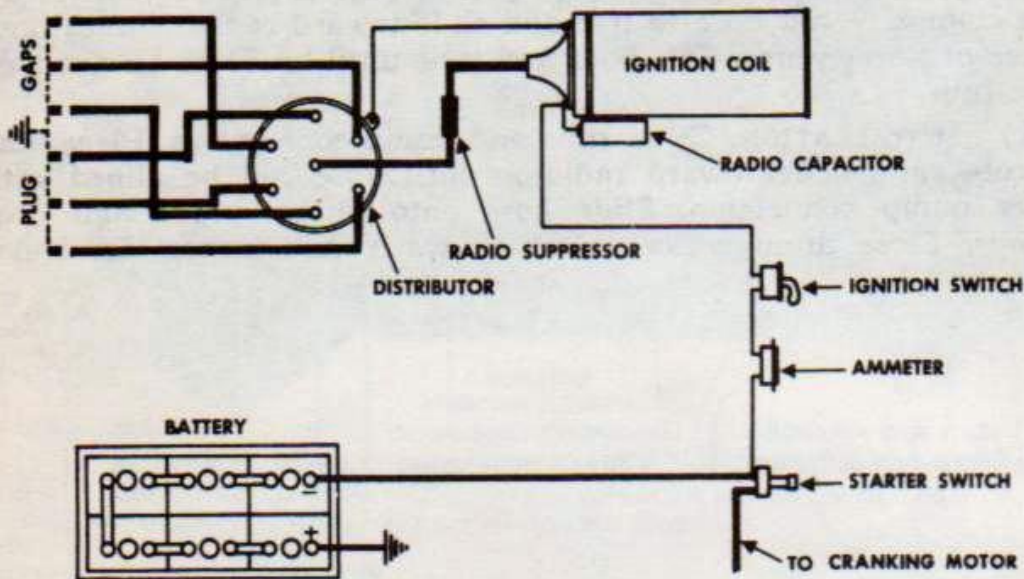 GAPS
PLUG
IGNITION COIL
RADIO CAPACITOR
RADIO SUPPRESSOR
DISTRIBUTOR
IGNITION SWITCH
AMMETER
BATTERY
−
+
STARTER SWITCH
TO CRANKING MOTOR